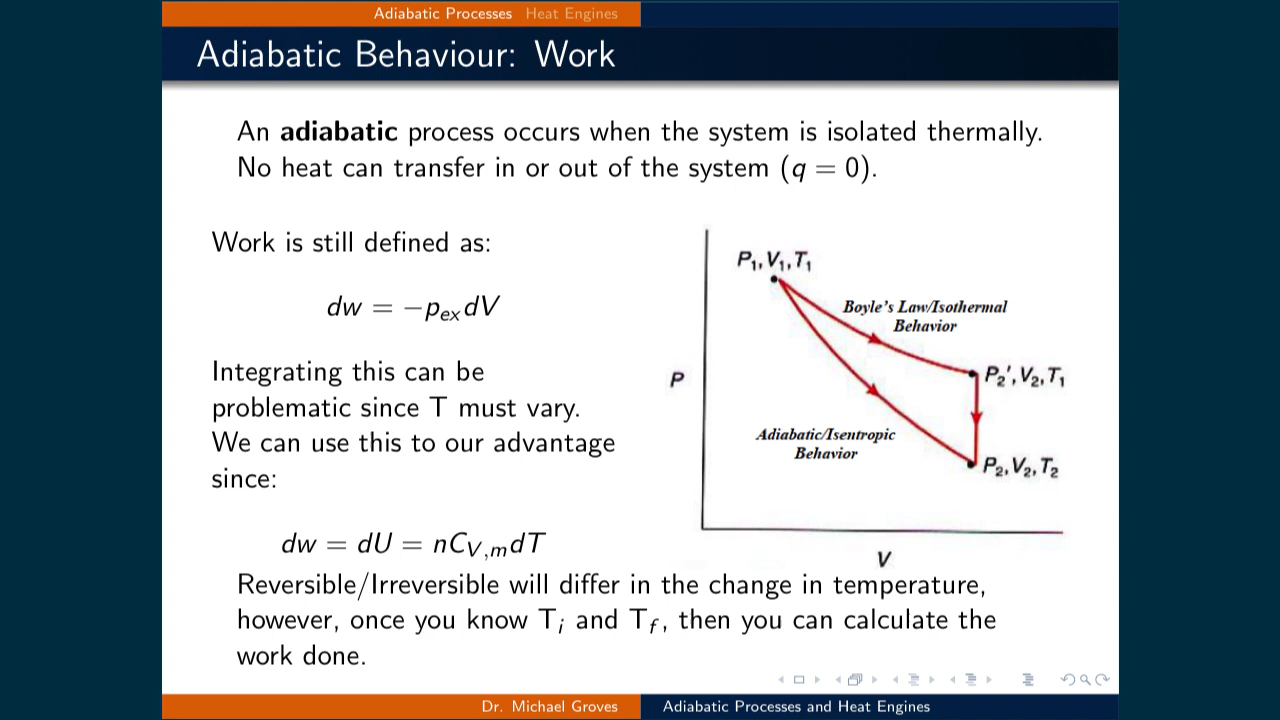 Adiabatic Processes Heat Engines
Adiabatic Behaviour: Work
An adiabatic process occurs when the system is isolated thermally.
No heat can transfer in or out of the system (q = 0).
Work is still defined as:
dw = −p_ex dV
Integrating this can be
problematic since T must vary.
We can use this to our advantage
since:
dw = dU = nC_V,m dT
P₁, V₁, T₁
Boyle's Law/Isothermal
Behavior
P₂', V₂, T₁
P
Adiabatic/Isentropic
Behavior
P₂, V₂, T₂
V
Reversible/Irreversible will differ in the change in temperature,
however, once you know T_i and T_f, then you can calculate the
work done.
Dr. Michael Groves
Adiabatic Processes and Heat Engines